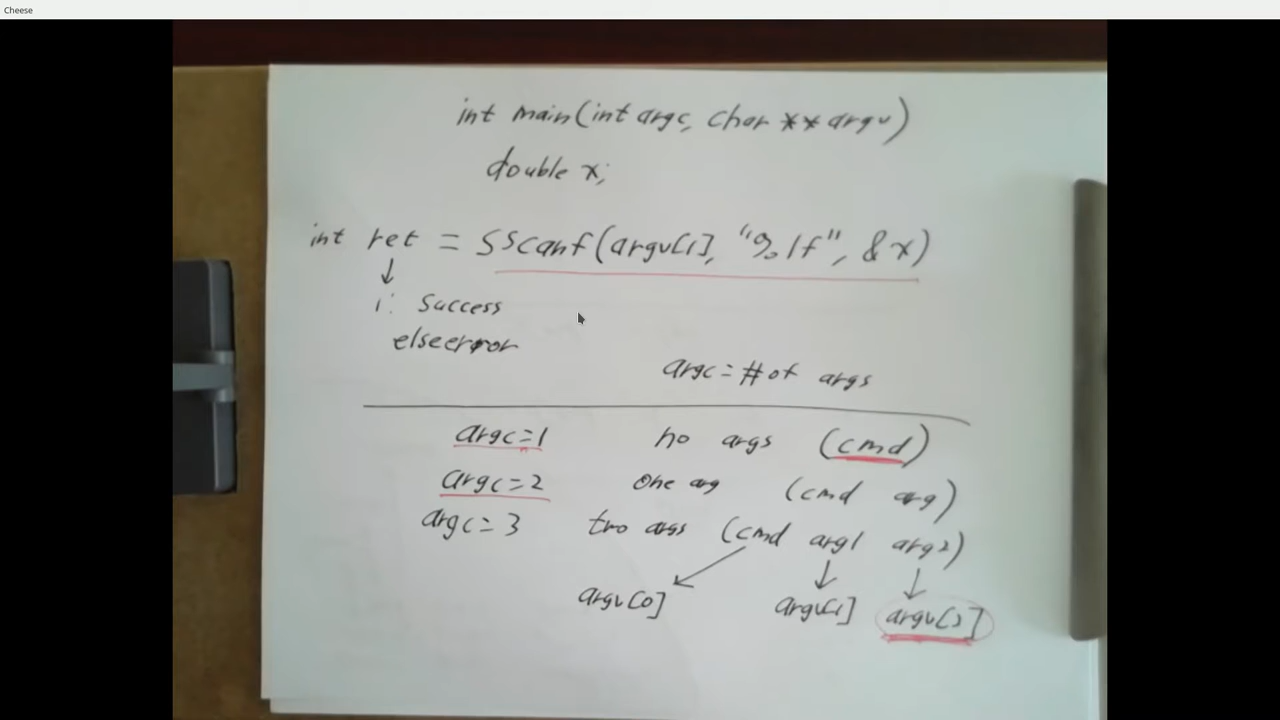 Cheese
int main(int argc, char ** argv)
double x;
int ret = sscanf(argv[1], "%lf", &x)
1: Success
else error
argc = # of args
argc=1 no args (cmd)
argc=2 one arg (cmd arg)
argc=3 two args (cmd arg1 arg2)
argv[0] argv[1] argv[2]